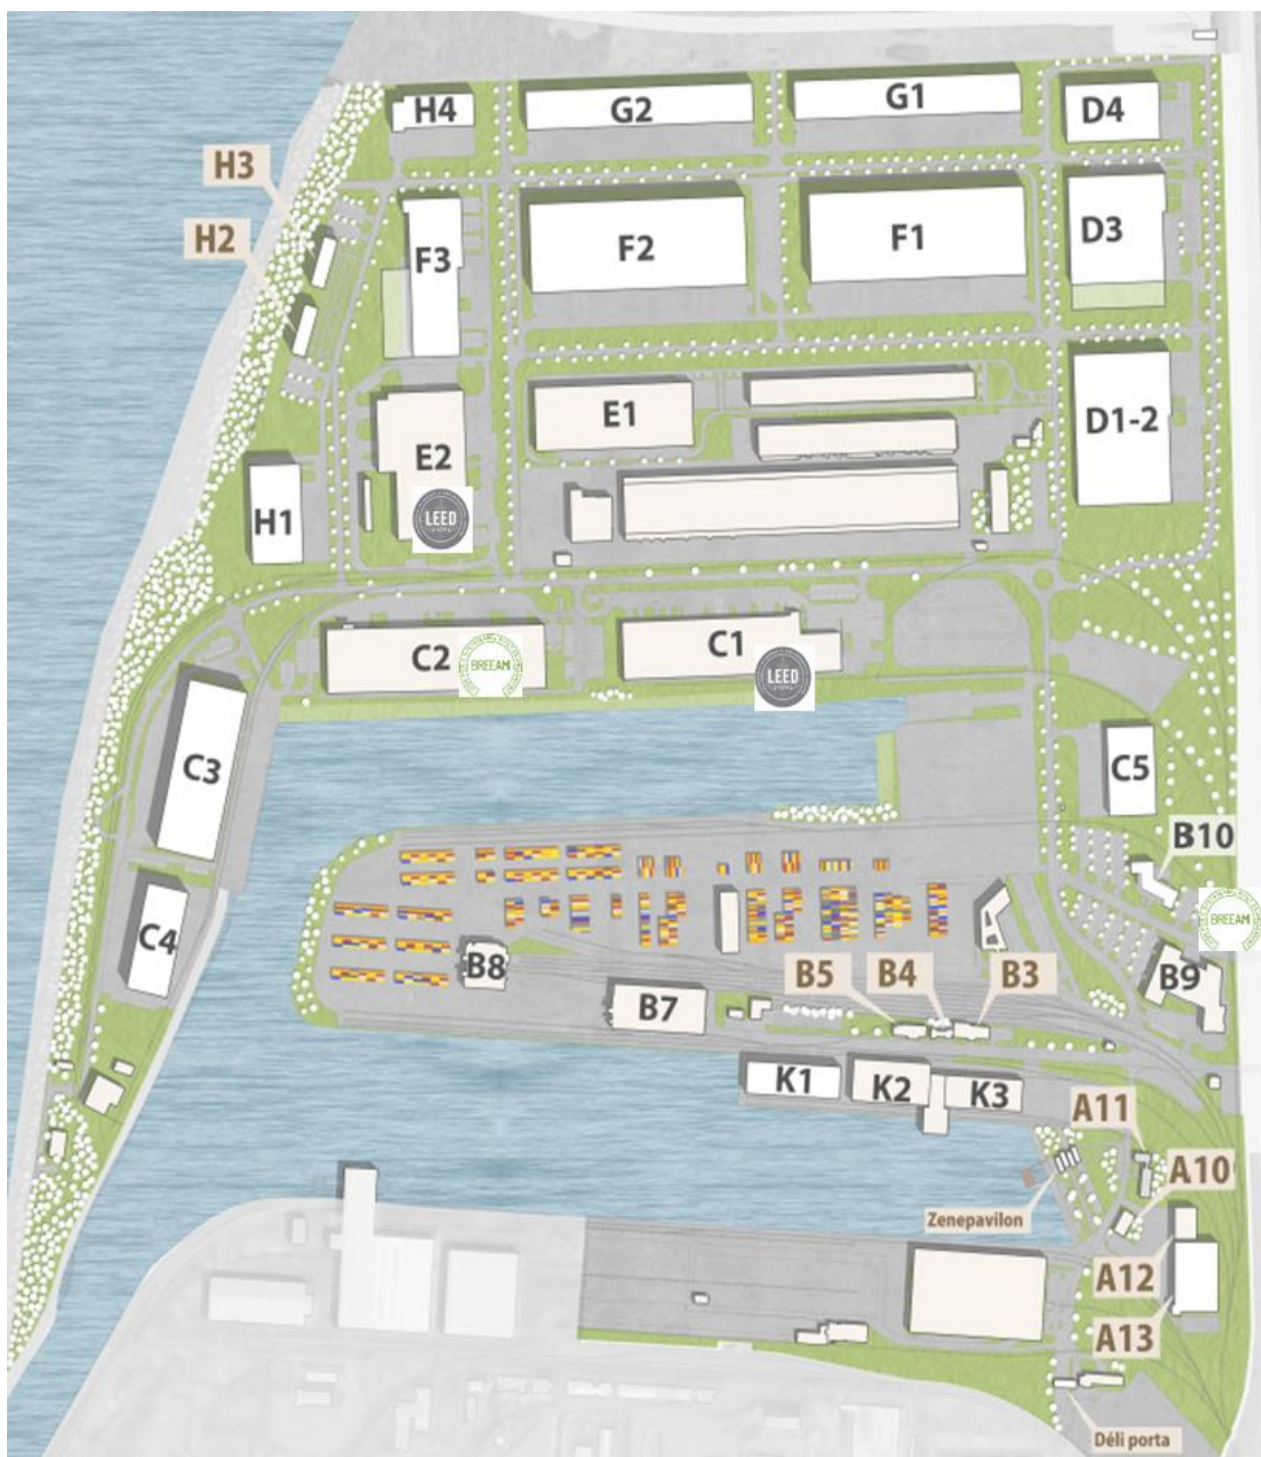 H4
G2
G1
D4
H3
H2
F3
F2
F1
D3
E1
D1-2
E2
LEED
H1
C2
BREEAM
C1
LEED
C3
C5
B10
BREEAM
C4
B8
B5
B4
B3
B9
B7
K1
K2
K3
A11
A10
Zenepavilon
A12
A13
Déli porta